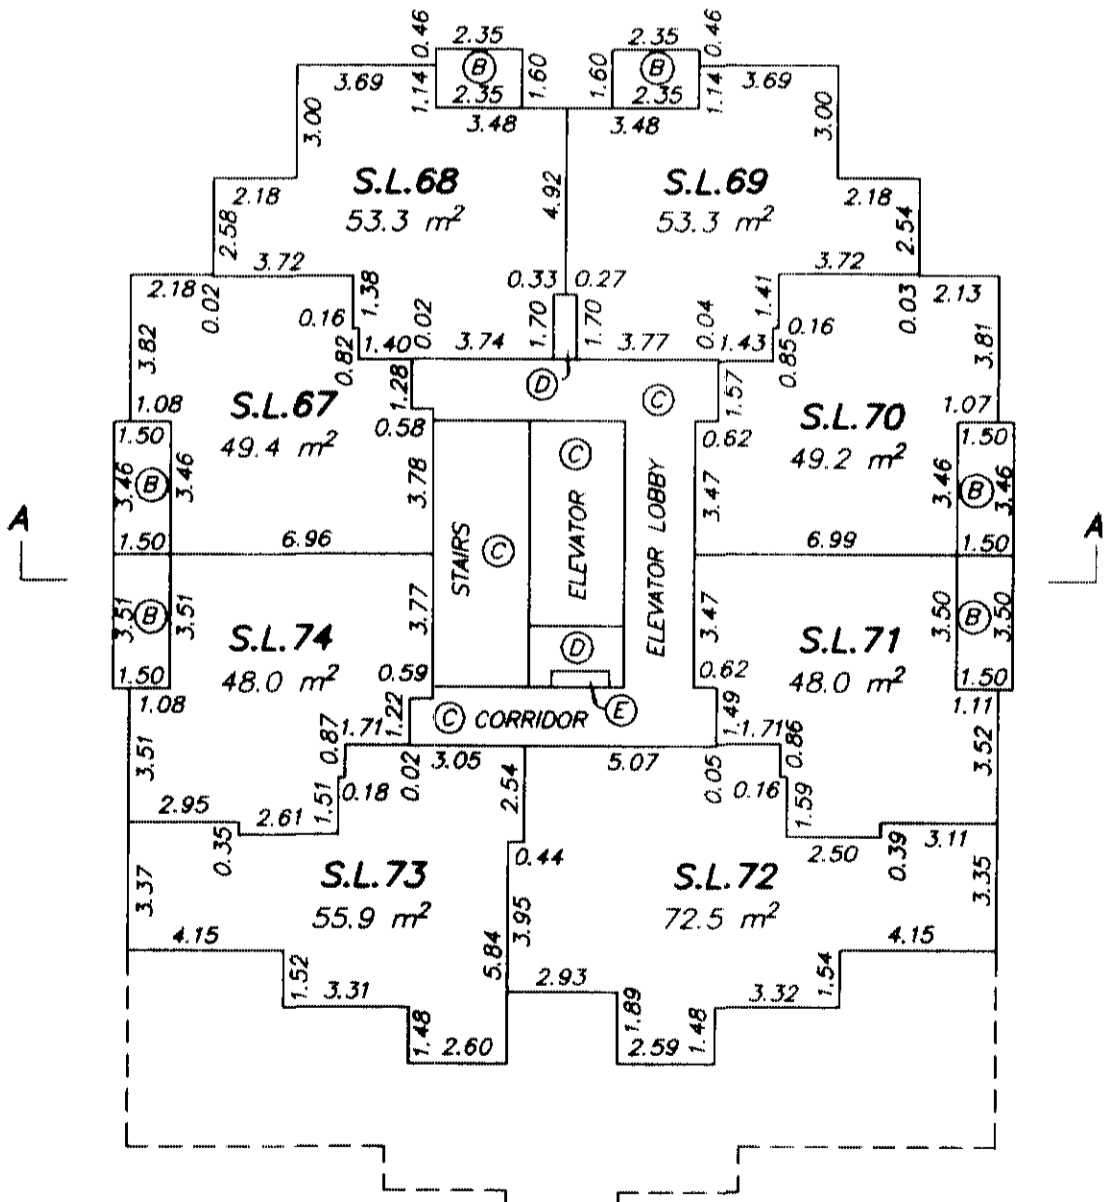 0.46 2.35 2.35 0.46
B B
3.69 1.14 2.35 1.60 1.60 2.35 1.14 3.69
3.00 3.48 3.48 3.00
S.L.68 S.L.69
53.3 m² 4.92 53.3 m²
2.18 2.18
2.58 2.54
3.72 3.72
2.18 0.02 1.38 0.33 0.27 1.41 0.03 2.13
0.16 0.02 1.70 1.70 0.04 0.16
3.82 0.82 1.40 3.74 3.77 1.43 0.85 3.81
1.28 D C 1.57
1.08 S.L.67 0.58 0.62 S.L.70 1.07
1.50 49.4 m² 49.2 m² 1.50
3.46 B 3.46 3.78 C 3.47 3.46 B 3.46
A A
1.50 6.96 STAIRS C ELEVATOR ELEVATOR LOBBY 6.99 1.50
3.51 B 3.51 3.77 3.47 3.50 B 3.50
S.L.74 D S.L.71
1.50 48.0 m² 0.59 0.62 48.0 m² 1.50
1.08 1.22 C CORRIDOR E 1.49 1.11
3.51 0.87 1.71 1.71 0.86 3.52
3.05 5.07
1.51 0.18 0.02 2.54 0.05 0.16 1.59
2.95 2.61 2.50 3.11
0.35 0.44 0.39
3.37 S.L.73 S.L.72 3.35
55.9 m² 3.95 72.5 m²
4.15 5.84 4.15
1.52 3.31 2.93 3.32 1.54
1.48 2.60 1.89 2.59 1.48